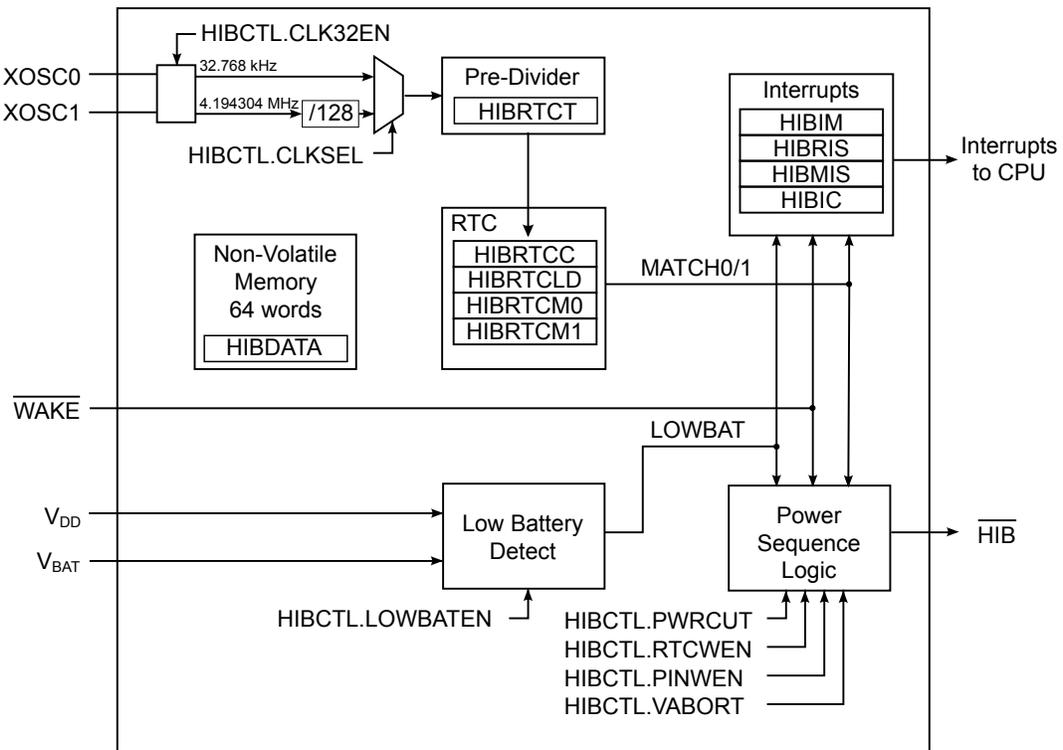 HIBCTL.CLK32EN
XOSC0
32.768 kHz
XOSC1
4.194304 MHz
/128
HIBCTL.CLKSEL
Pre-Divider
HIBRTCT
Interrupts
HIBIM
HIBRIS
HIBMIS
HIBIC
Interrupts
to CPU
RTC
HIBRTCC
HIBRTCLD
HIBRTCM0
HIBRTCM1
MATCH0/1
Non-Volatile
Memory
64 words
HIBDATA
WAKE
LOWBAT
VDD
VBAT
Low Battery
Detect
HIBCTL.LOWBATEN
Power
Sequence
Logic
HIB
HIBCTL.PWRCUT
HIBCTL.RTCWEN
HIBCTL.PINWEN
HIBCTL.VABORT